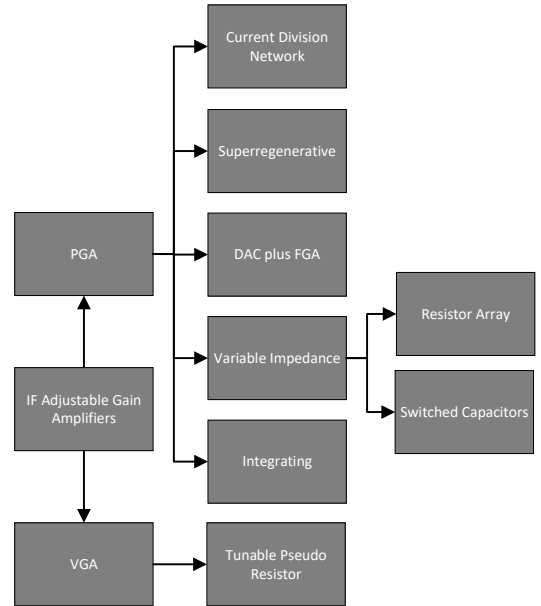 Current Division
Network
Superregenerative
PGA
DAC plus FGA
Resistor Array
Variable Impedance
IF Adjustable Gain
Amplifiers
Switched Capacitors
Integrating
VGA
Tunable Pseudo
Resistor